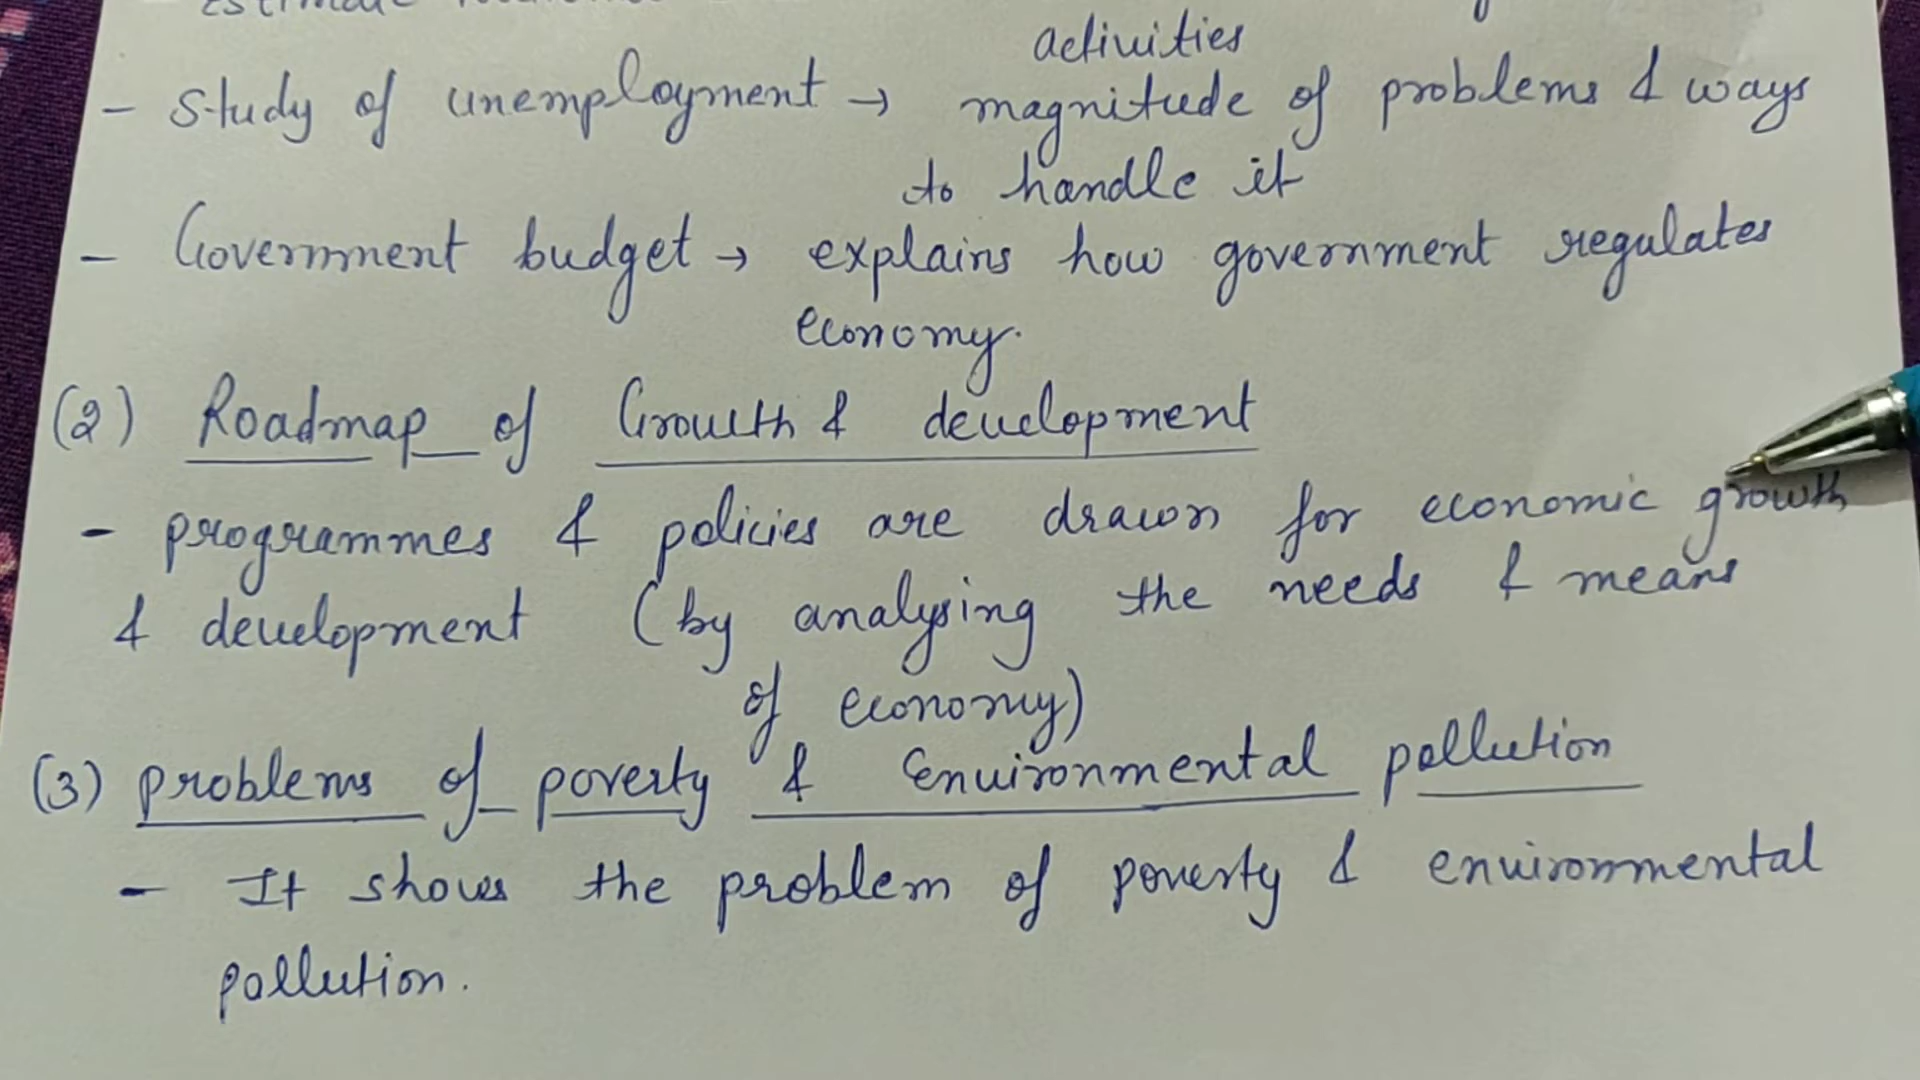 activities
- Study of unemployment → magnitude of problems & ways
to handle it
- Government budget → explains how government regulates
economy.
(2) Roadmap of Growth & development
- programmes & policies are drawn for economic growth
& development (by analysing the needs & means
of economy)
(3) problems of poverty & Environmental pollution
- It shows the problem of poverty & environmental
pollution.